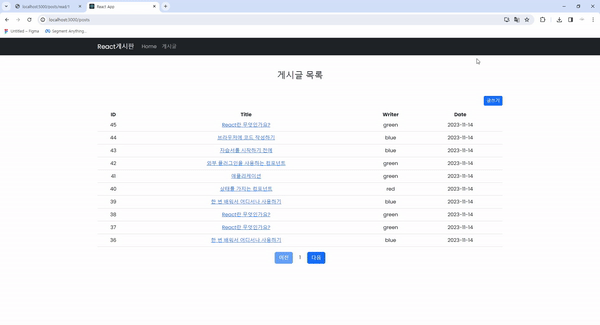 localhost:5000/posts/read/1
React App
localhost:3000/posts
Untitled – Figma
Segment Anything...
React게시판 Home 게시글
게시글 목록
글쓰기
ID Title Writer Date
45 React란 무엇인가요? green 2023-11-14
44 브라우저에 코드 작성하기 blue 2023-11-14
43 자습서를 시작하기 전에 blue 2023-11-14
42 외부 플러그인을 사용하는 컴포넌트 green 2023-11-14
41 애플리케이션 green 2023-11-14
40 상태를 가지는 컴포넌트 red 2023-11-14
39 한 번 배워서 어디서나 사용하기 blue 2023-11-14
38 React란 무엇인가요? green 2023-11-14
37 React란 무엇인가요? green 2023-11-14
36 한 번 배워서 어디서나 사용하기 blue 2023-11-14
이전 1 다음